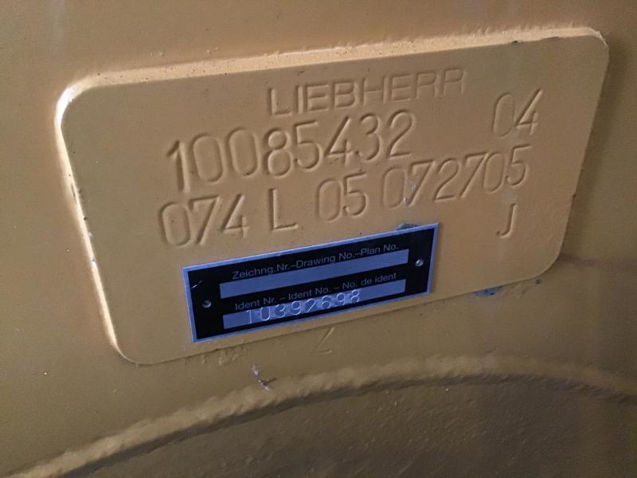 LIEBHERR
10085432 04
074 L 05 072705
J
Zeichng.Nr.-Drawing No.-Plan No.
Ident Nr. - Ident No. - No. de ident
10392698